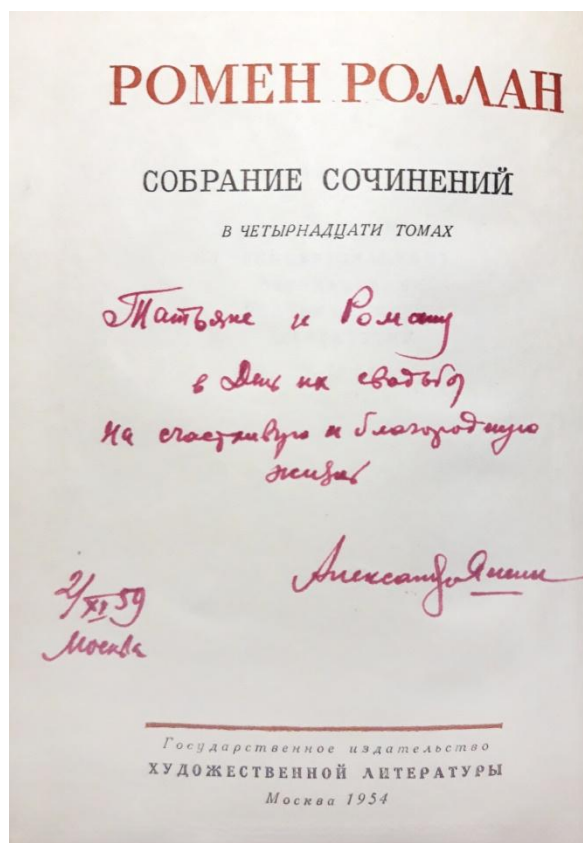 РОМЕН РОЛЛАН
СОБРАНИЕ СОЧИНЕНИЙ
В ЧЕТЫРНАДЦАТИ ТОМАХ
Татьяне и Роману
в День их свадьбы
на счастливую и благородную
жизнь
Александр Яшин
2/XI 59
Москва
Государственное издательство
ХУДОЖЕСТВЕННОЙ ЛИТЕРАТУРЫ
Москва 1954